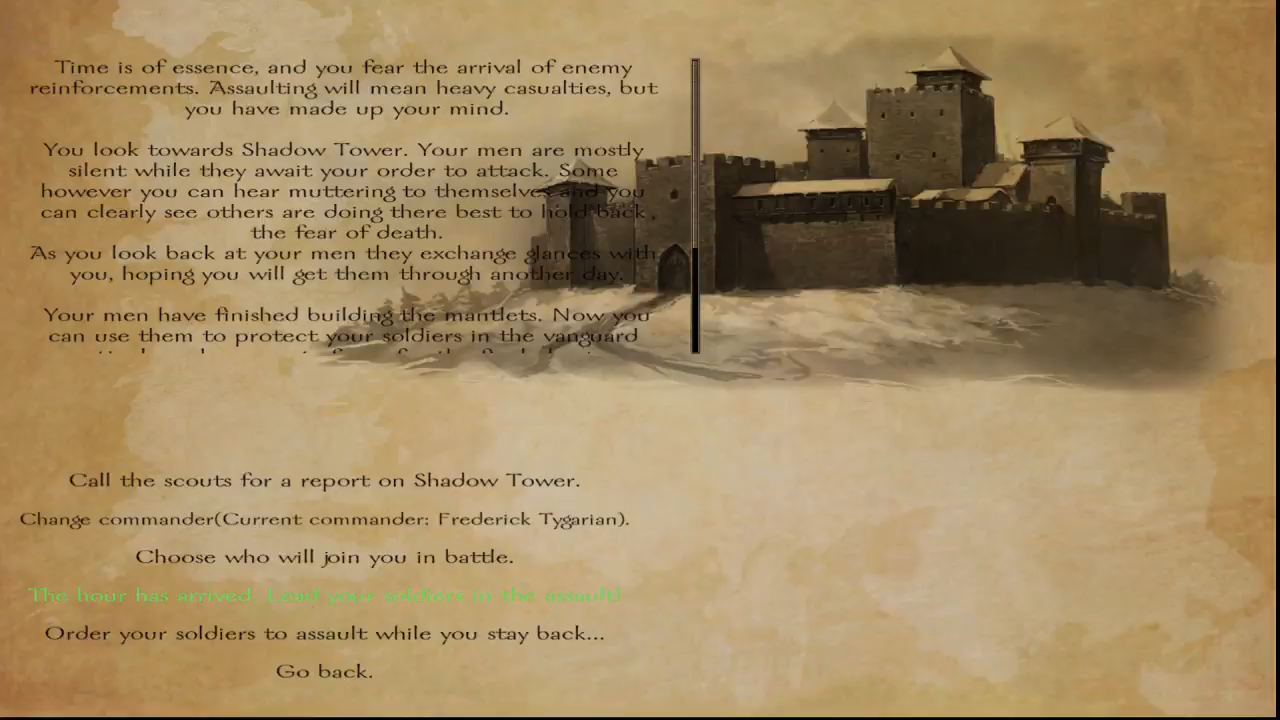 Time is of essence, and you fear the arrival of enemy
reinforcements. Assaulting will mean heavy casualties, but
you have made up your mind.
You look towards Shadow Tower. Your men are mostly
silent while they await your order to attack. Some
however you can hear muttering to themselves and you
can clearly see others are doing there best to hold back,
the fear of death.
As you look back at your men they exchange glances with
you, hoping you will get them through another day.
Your men have finished building the mantlets. Now you
can use them to protect your soldiers in the vanguard
Call the scouts for a report on Shadow Tower.
Change commander(Current commander: Frederick Tygarian).
Choose who will join you in battle.
The hour has arrived. Lead your soldiers in the assault!
Order your soldiers to assault while you stay back...
Go back.